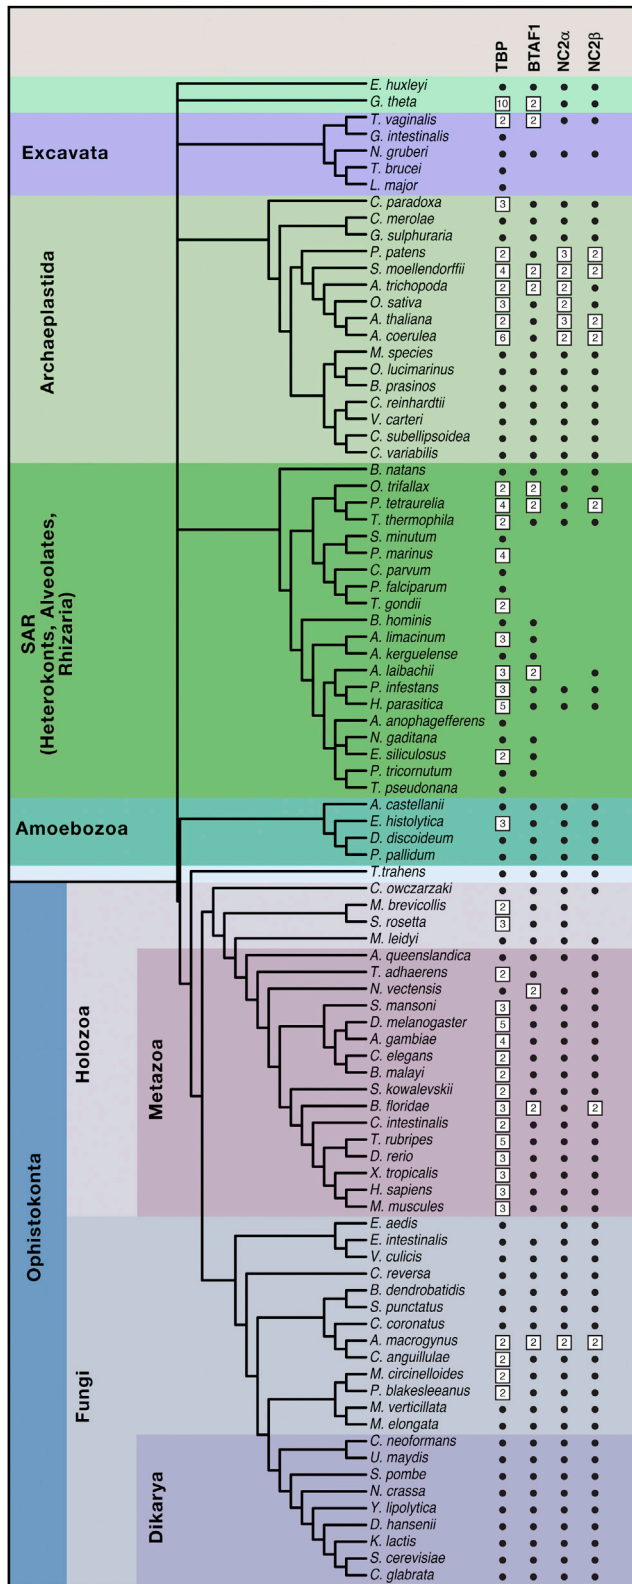 TBP BTAF1 NC2α NC2β
E. huxleyi
G. theta 10 2
T. vaginalis 2 2
G. intestinalis
Excavata
N. gruberi
T. brucei
L. major
C. paradoxa 3
C. merolae
G. sulphuraria
P. patens 2 3 2
S. moellendorffii 4 2 2 2
A. trichopoda 2 2 2
O. sativa 3 2
A. thaliana 2 3 2
A. coerulea 6 2 2
Archaeplastida
M. species
O. lucimarinus
B. prasinos
C. reinhardtii
V. carteri
C. subellipsoidea
C. variabilis
B. natans
O. trifallax 2 2
P. tetraurelia 4 2 2
T. thermophila 2
S. minutum
P. marinus 4
C. parvum
P. falciparum
T. gondii 2
SAR
(Heterokonts, Alveolates,
Rhizaria)
B. hominis
A. limacinum 3
A. kerguelense
A. laibachii 3 2
P. infestans 3
H. parasitica 5
A. anophagefferens
N. gaditana
E. siliculosus 2
P. tricornutum
T. pseudonana
A. castellanii
Amoebozoa
E. histolytica 3
D. discoideum
P. pallidum
T.trahens
C. owczarzaki
M. brevicollis 2
S. rosetta 3
M. leidyi
A. queenslandica
T. adhaerens 2
N. vectensis 2
S. mansoni 3
D. melanogaster 5
A. gambiae 4
C. elegans 2
B. malayi 2
Holozoa
Metazoa
S. kowalevskii 2
B. floridae 3 2 2
C. intestinalis 2
T. rubripes 5
D. rerio 3
X. tropicalis 3
H. sapiens 3
M. muscules 3
Ophistokonta
E. aedis
E. intestinalis
V. culicis
C. reversa
B. dendrobatidis
S. punctatus
C. coronatus
A. macrogynus 2 2 2 2
C. anguillulae 2
M. circinelloides 2
P. blakesleeanus 2
Fungi
M. verticillata
M. elongata
C. neoformans
U. maydis
S. pombe
N. crassa
Dikarya
Y. lipolytica
D. hansenii
K. lactis
S. cerevisiae
C. glabrata